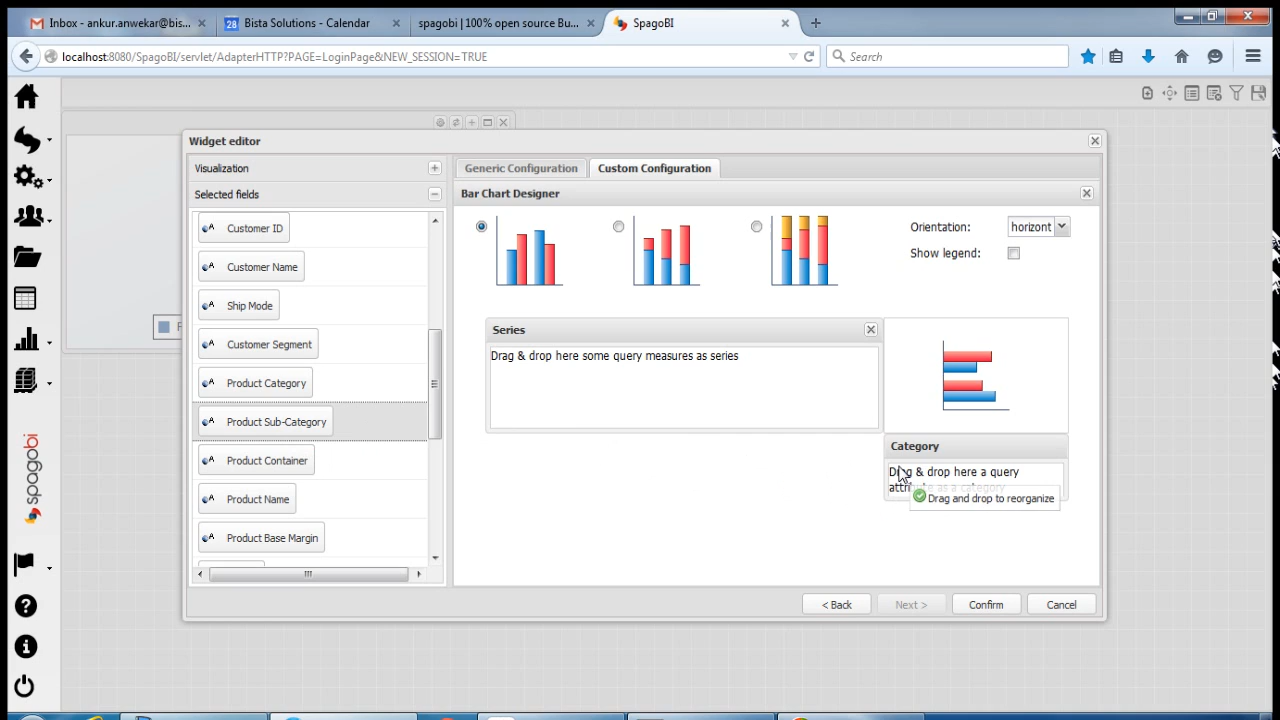 Inbox - ankur.anwekar@bis...
28
Bista Solutions - Calendar
spagobi | 100% open source Bu...
SpagoBI
localhost:8080/SpagoBI/servlet/AdapterHTTP?PAGE=LoginPage&NEW_SESSION=TRUE
Search
Widget editor
Visualization
Selected fields
Customer ID
Customer Name
Ship Mode
Customer Segment
Product Category
Product Sub-Category
Product Container
Product Name
Product Base Margin
Generic Configuration
Custom Configuration
Bar Chart Designer
Orientation:
horizont
Show legend:
Series
Drag & drop here some query measures as series
Category
Drag & drop here a query
attribute as a category
Drag and drop to reorganize
< Back
Next >
Confirm
Cancel
spagobi